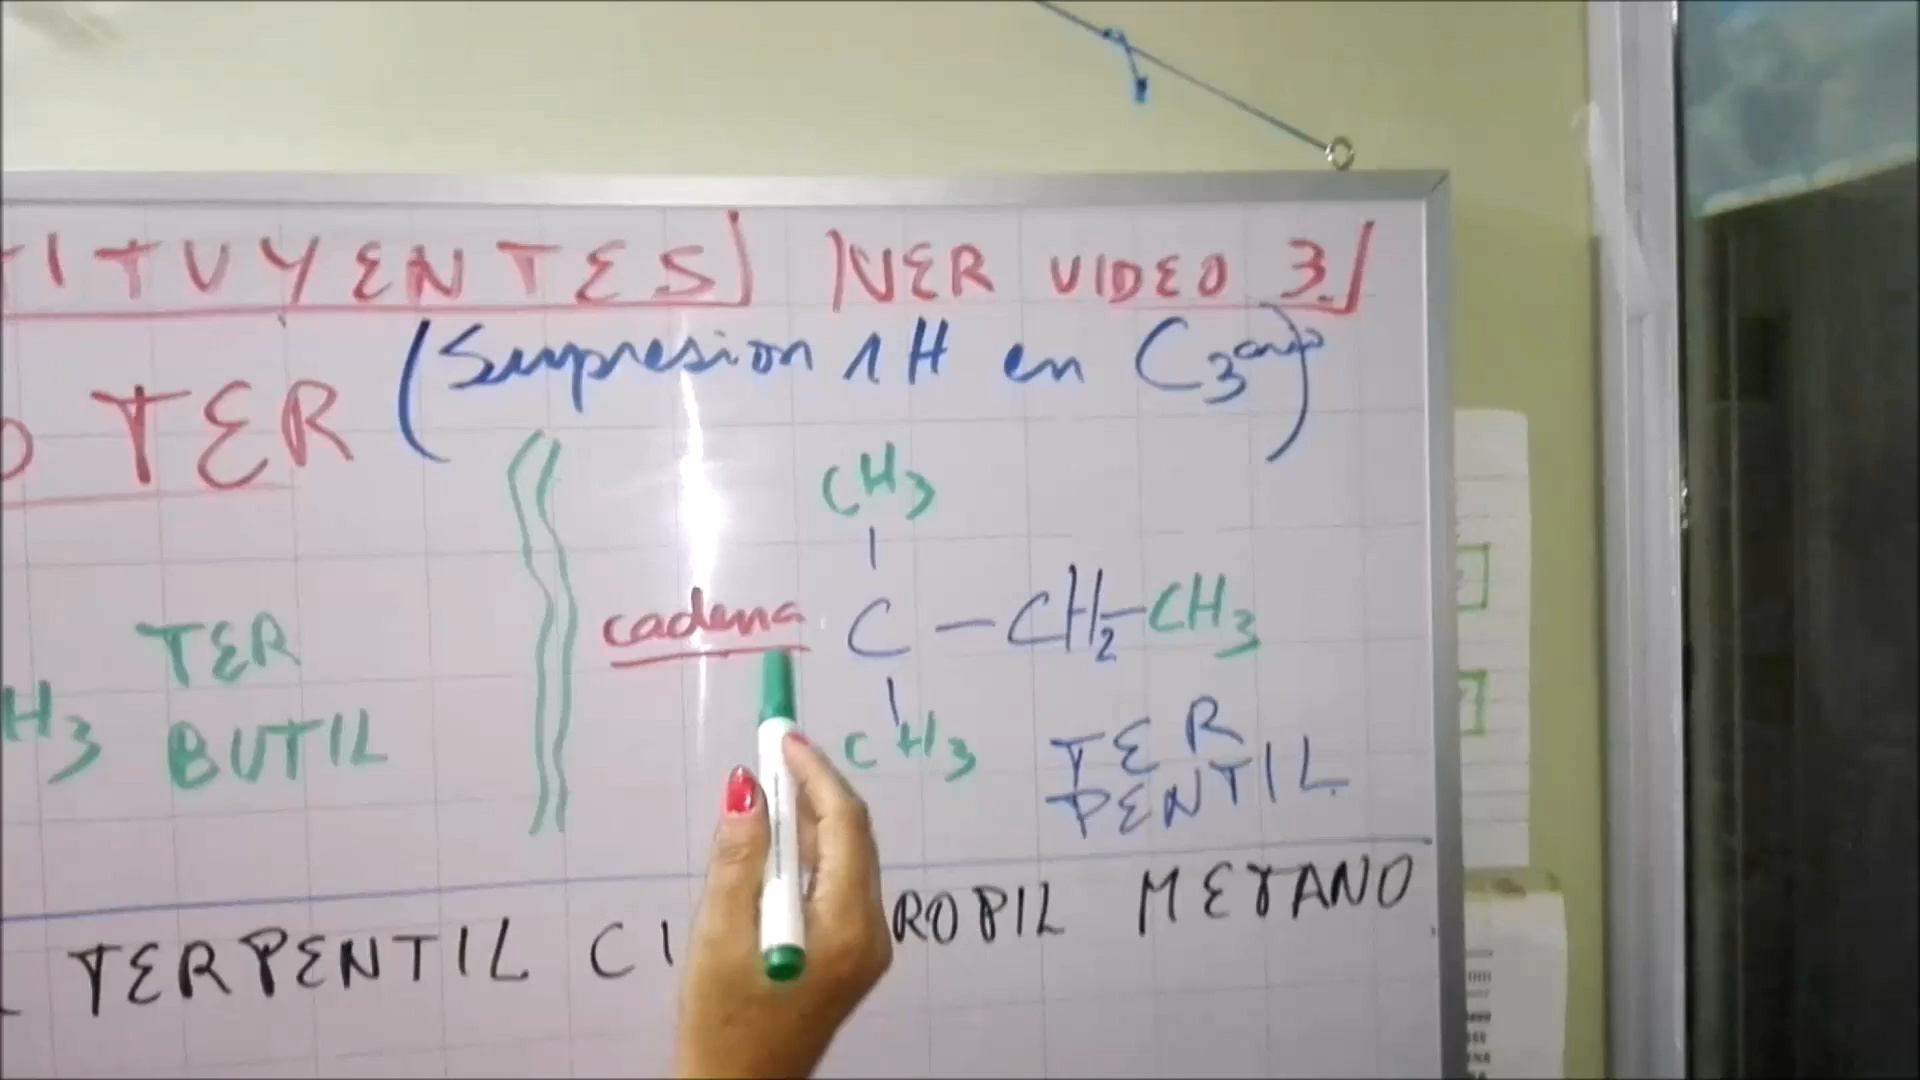 TITUYENTES] [VER VIDEO 3]
(Supresion 1H en C3ario)
O TER
CH3
cadena C - CH2 - CH3
TER
BUTIL
H3
CH3
TER
PENTIL
TERPENTIL CI ROPIL METANO